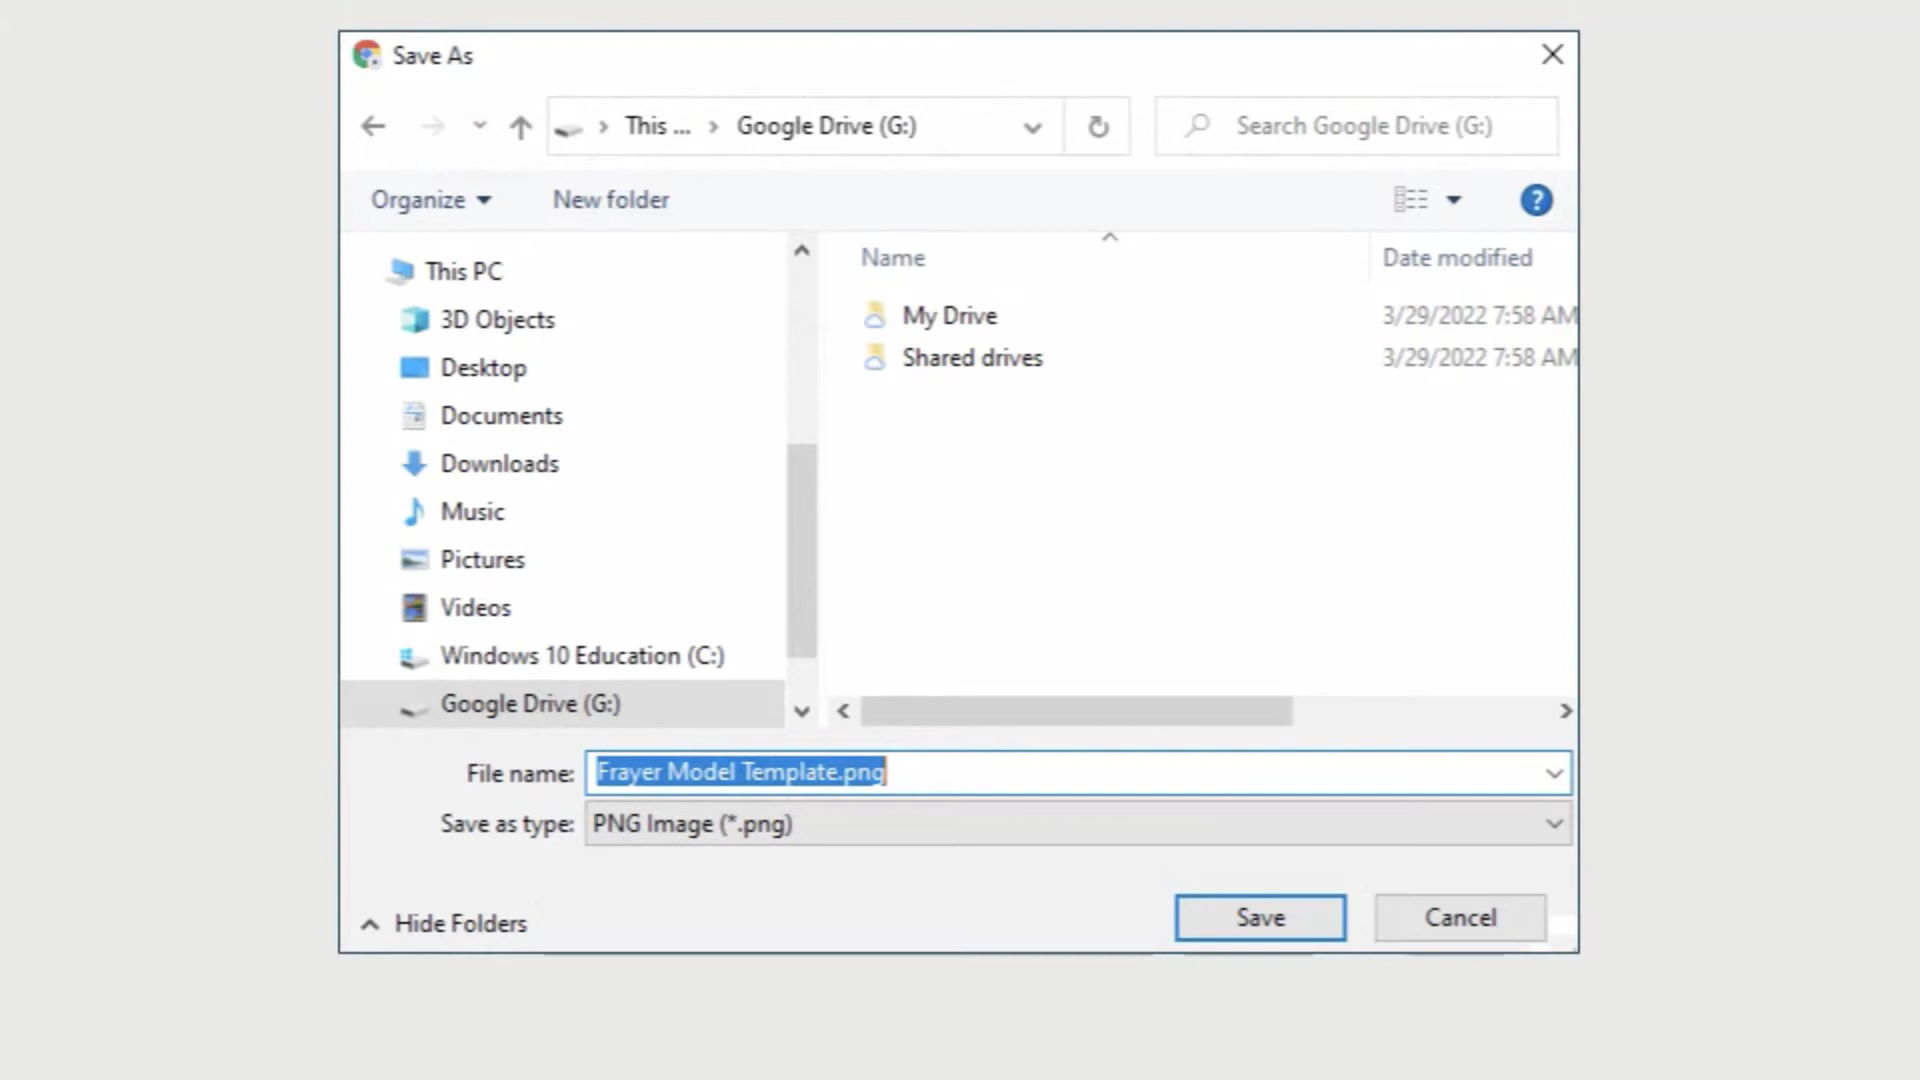 Save As
This ... Google Drive (G:)
Search Google Drive (G:)
Organize
New folder
?
Name
Date modified
This PC
3D Objects
Desktop
Documents
Downloads
Music
Pictures
Videos
Windows 10 Education (C:)
Google Drive (G:)
My Drive 3/29/2022 7:58 AM
Shared drives 3/29/2022 7:58 AM
File name: Frayer Model Template.png
Save as type: PNG Image (*.png)
Hide Folders
Save
Cancel